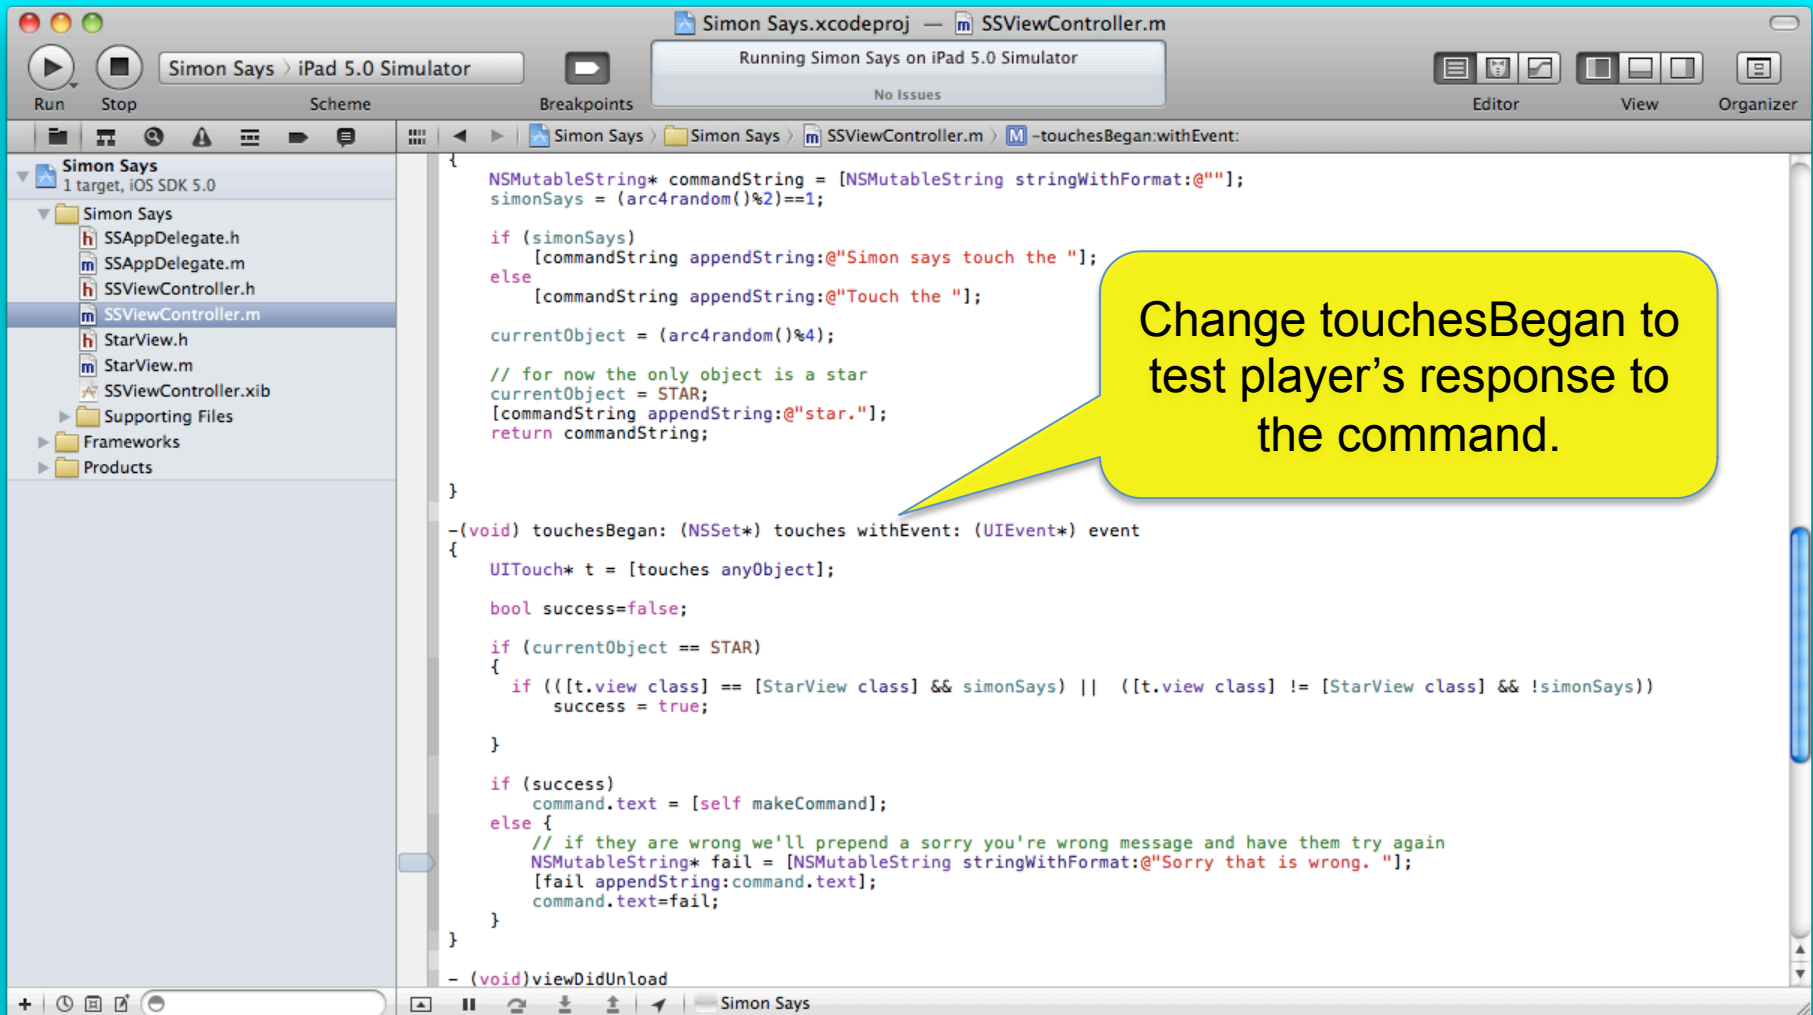 Simon Says.xcodeproj — SSViewController.m
Simon Says › iPad 5.0 Simulator
Running Simon Says on iPad 5.0 Simulator
No Issues
Run Stop Scheme Breakpoints Editor View Organizer
Simon Says › Simon Says › SSViewController.m › M -touchesBegan:withEvent:
Simon Says
1 target, iOS SDK 5.0
Simon Says
h SSAppDelegate.h
m SSAppDelegate.m
h SSViewController.h
m SSViewController.m
h StarView.h
m StarView.m
SSViewController.xib
Supporting Files
Frameworks
Products
{
NSMutableString* commandString = [NSMutableString stringWithFormat:@""];
simonSays = (arc4random()%2)==1;
if (simonSays)
[commandString appendString:@"Simon says touch the "];
else
[commandString appendString:@"Touch the "];
currentObject = (arc4random()%4);
// for now the only object is a star
currentObject = STAR;
[commandString appendString:@"star."];
return commandString;
}
-(void) touchesBegan: (NSSet*) touches withEvent: (UIEvent*) event
{
UITouch* t = [touches anyObject];
bool success=false;
if (currentObject == STAR)
{
if (([t.view class] == [StarView class] && simonSays) || ([t.view class] != [StarView class] && !simonSays))
success = true;
}
if (success)
command.text = [self makeCommand];
else {
// if they are wrong we'll prepend a sorry you're wrong message and have them try again
NSMutableString* fail = [NSMutableString stringWithFormat:@"Sorry that is wrong. "];
[fail appendString:command.text];
command.text=fail;
}
}
- (void)viewDidUnload
Change touchesBegan to
test player’s response to
the command.
Simon Says